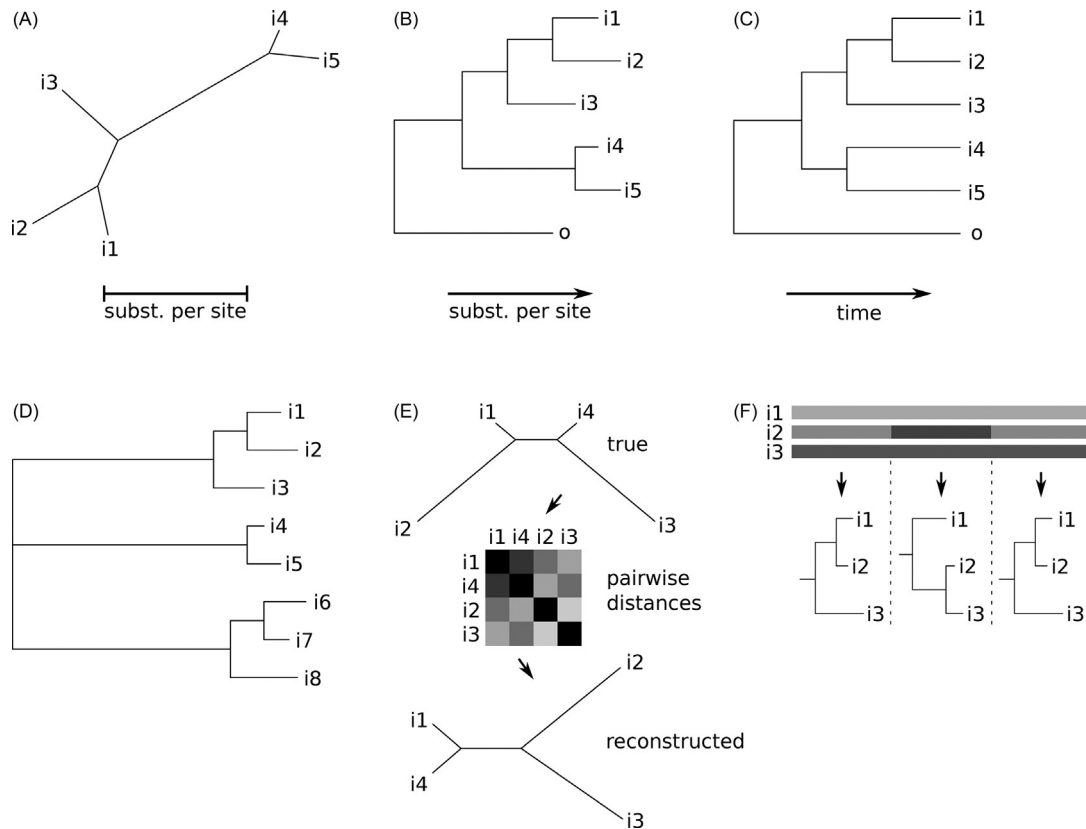 (A)
i4
i5
i3
i2
i1
subst. per site
(B)
i1
i2
i3
i4
i5
o
subst. per site
(C)
i1
i2
i3
i4
i5
o
time
(D)
i1
i2
i3
i4
i5
i6
i7
i8
(E)
i1 i4
true
i2 i3
i1 i4 i2 i3
i1
i4
i2
i3
pairwise
distances
i2
i1
reconstructed
i4
i3
(F)
i1
i2
i3
i1 i1 i1
i2 i2 i2
i3 i3 i3